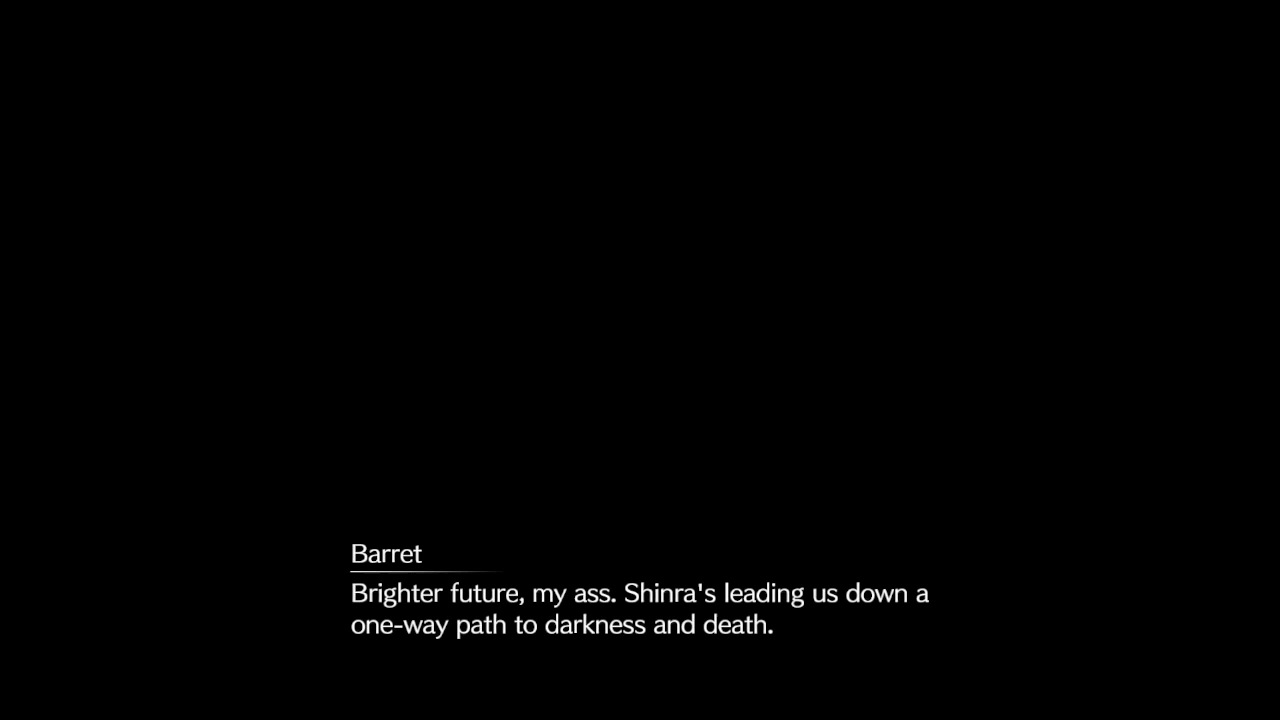 Barret
Brighter future, my ass. Shinra's leading us down a
one-way path to darkness and death.